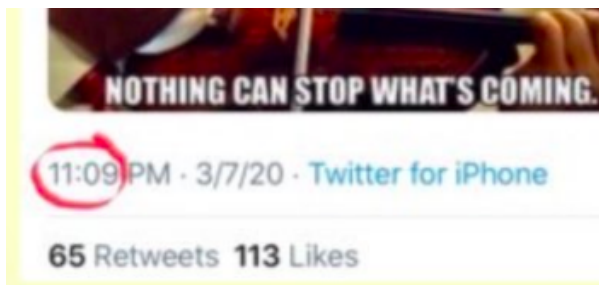 NOTHING CAN STOP WHAT'S COMING.
11:09 PM · 3/7/20 · Twitter for iPhone
65 Retweets 113 Likes